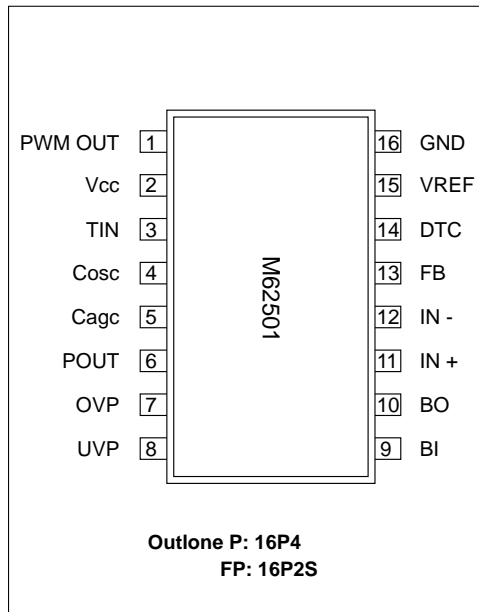 PWM OUT 1 16 GND
Vcc 2 15 VREF
TIN 3 14 DTC
Cosc 4 13 FB
M62501
Cagc 5 12 IN -
POUT 6 11 IN +
OVP 7 10 BO
UVP 8 9 BI
Outlone P: 16P4
FP: 16P2S